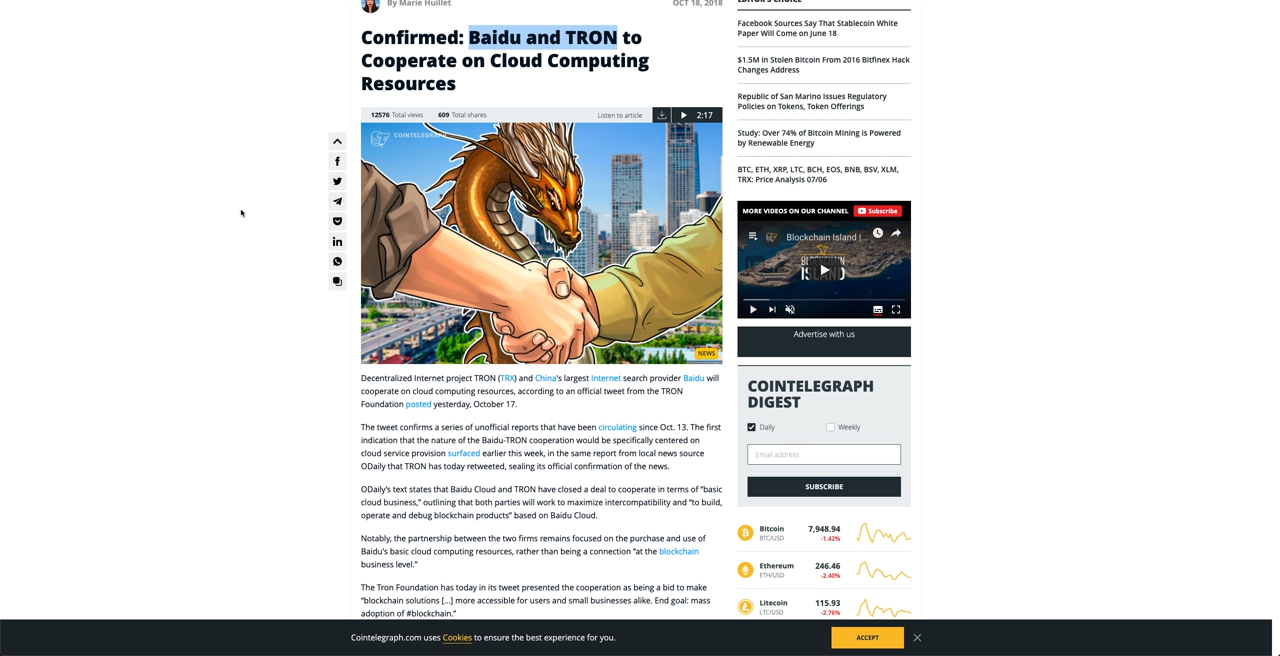 By Marie Huillet
OCT 18, 2018
Confirmed: Baidu and TRON to
Cooperate on Cloud Computing
Resources
12576 Total views 609 Total shares
Listen to article
2:17
COINTELEGRAPH
NEWS
Decentralized Internet project TRON (TRX) and China's largest Internet search provider Baidu will
cooperate on cloud computing resources, according to an official tweet from the TRON
Foundation posted yesterday, October 17.
The tweet confirms a series of unofficial reports that have been circulating since Oct. 13. The first
indication that the nature of the Baidu-TRON cooperation would be specifically centered on
cloud service provision surfaced earlier this week, in the same report from local news source
ODaily that TRON has today retweeted, sealing its official confirmation of the news.
ODaily's text states that Baidu Cloud and TRON have closed a deal to cooperate in terms of "basic
cloud business," outlining that both parties will work to maximize intercompatibility and "to build,
operate and debug blockchain products" based on Baidu Cloud.
Notably, the partnership between the two firms remains focused on the purchase and use of
Baidu's basic cloud computing resources, rather than being a connection "at the blockchain
business level."
The Tron Foundation has today in its tweet presented the cooperation as being a bid to make
"blockchain solutions [...] more accessible for users and small businesses alike. End goal: mass
adoption of #blockchain."
EDITOR'S CHOICE
Facebook Sources Say That Stablecoin White
Paper Will Come on June 18
$1.5M in Stolen Bitcoin From 2016 Bitfinex Hack
Changes Address
Republic of San Marino Issues Regulatory
Policies on Tokens, Token Offerings
Study: Over 74% of Bitcoin Mining is Powered
by Renewable Energy
BTC, ETH, XRP, LTC, BCH, EOS, BNB, BSV, XLM,
TRX: Price Analysis 07/06
MORE VIDEOS ON OUR CHANNEL Subscribe
Blockchain Island |...
BLOCKCHAIN
ISLAND
Advertise with us
COINTELEGRAPH
DIGEST
Daily Weekly
Email address
SUBSCRIBE
Bitcoin 7,948.94
BTC/USD -1.42%
Ethereum 246.46
ETH/USD -2.40%
Litecoin 115.93
LTC/USD -2.76%
Cointelegraph.com uses Cookies to ensure the best experience for you.
ACCEPT